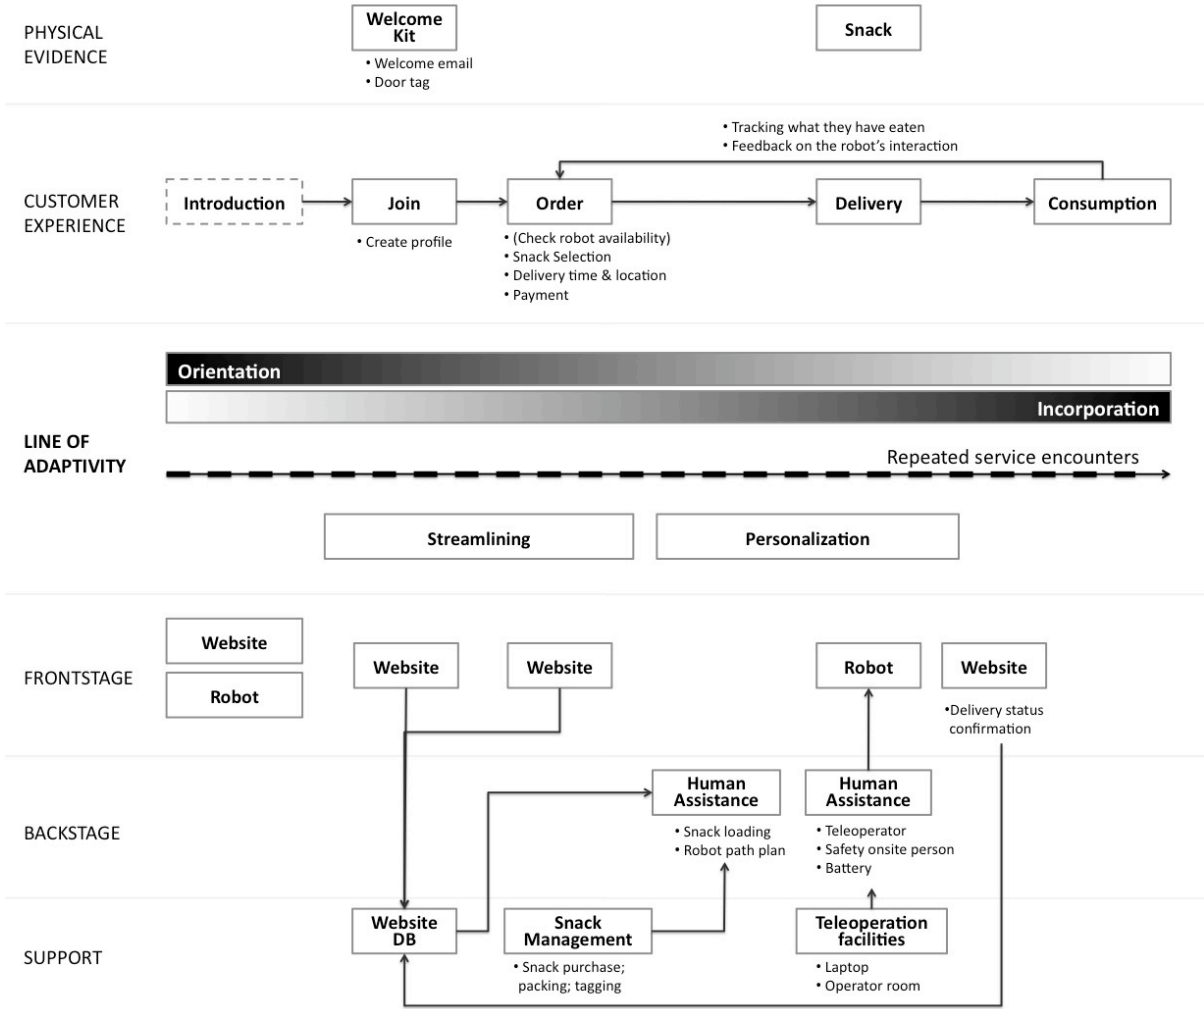 PHYSICAL
EVIDENCE
Welcome
Kit
• Welcome email
• Door tag
Snack
CUSTOMER
EXPERIENCE
• Tracking what they have eaten
• Feedback on the robot's interaction
Introduction
Join
• Create profile
Order
• (Check robot availability)
• Snack Selection
• Delivery time & location
• Payment
Delivery
Consumption
LINE OF
ADAPTIVITY
Orientation
Incorporation
Repeated service encounters
Streamlining
Personalization
FRONTSTAGE
Website
Robot
Website
Website
Robot
Website
•Delivery status
confirmation
BACKSTAGE
Human
Assistance
• Snack loading
• Robot path plan
Human
Assistance
• Teleoperator
• Safety onsite person
• Battery
SUPPORT
Website
DB
Snack
Management
• Snack purchase;
packing; tagging
Teleoperation
facilities
• Laptop
• Operator room